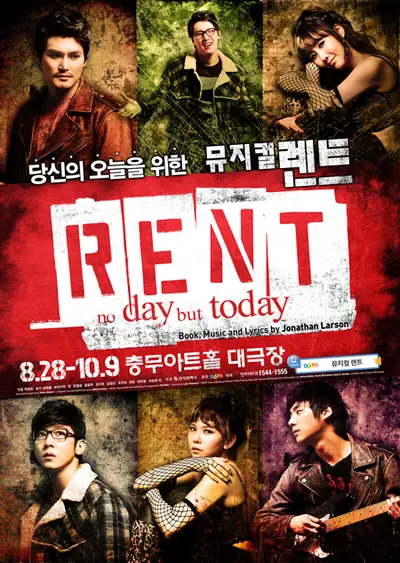 당신의 오늘을 위한 뮤지컬 렌트
RENT
no day but today
Book, Music and Lyrics by Jonathan Larson
8.28-10.9 충무아트홀 대극장
뮤지컬 렌트
1544-1555